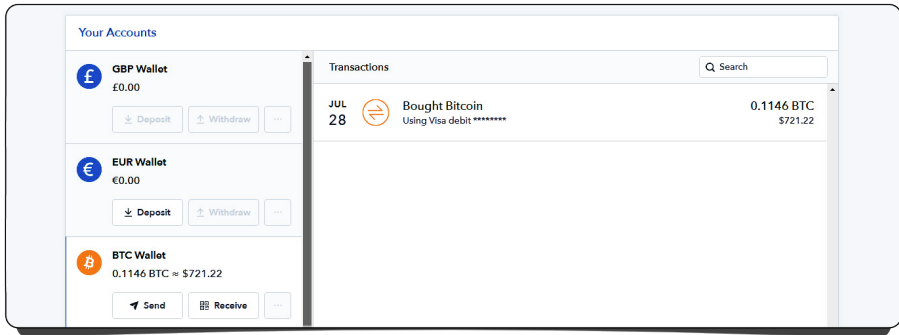 Your Accounts
GBP Wallet
£0.00
Deposit Withdraw ...
EUR Wallet
€0.00
Deposit Withdraw ...
BTC Wallet
0.1146 BTC ≈ $721.22
Send Receive ...
Transactions Search
JUL Bought Bitcoin 0.1146 BTC
28 Using Visa debit ******** $721.22